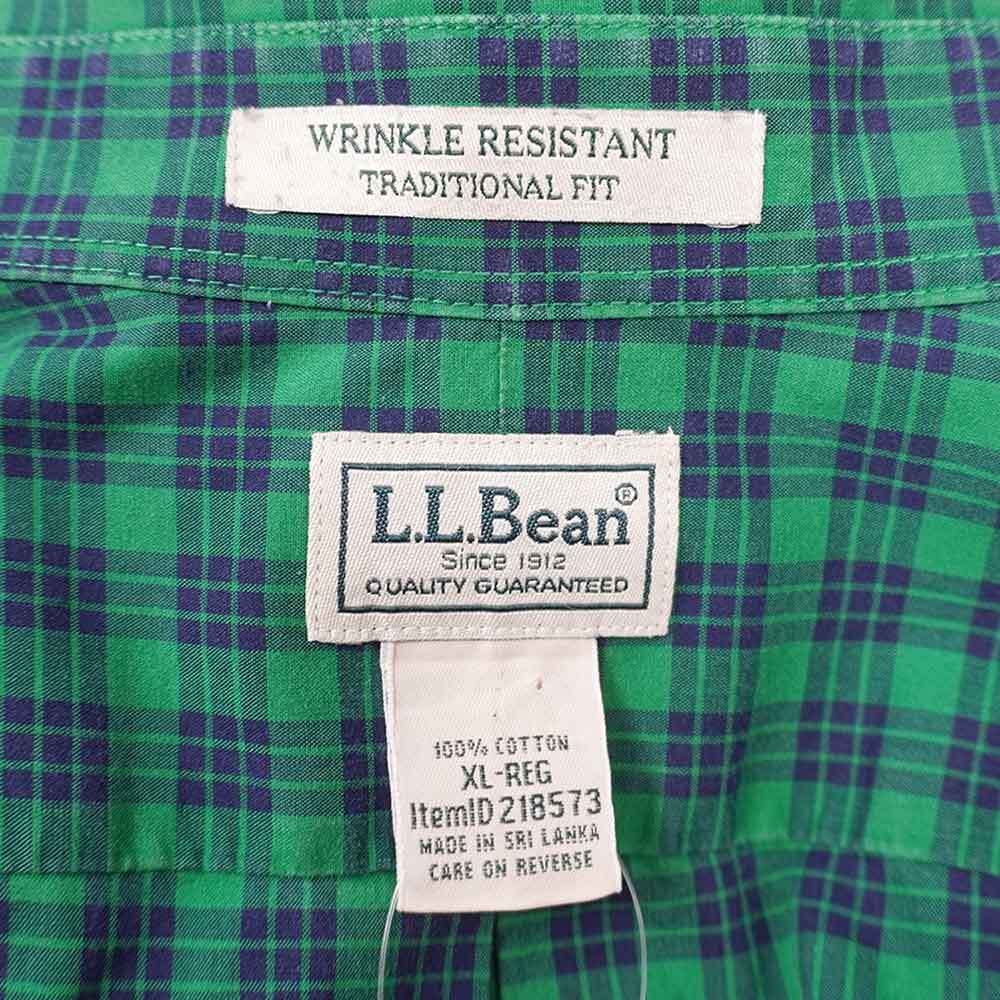 WRINKLE RESISTANT
TRADITIONAL FIT
L.L.Bean®
Since 1912
QUALITY GUARANTEED
100% COTTON
XL-REG
ItemID 218573
MADE IN SRI LANKA
CARE ON REVERSE